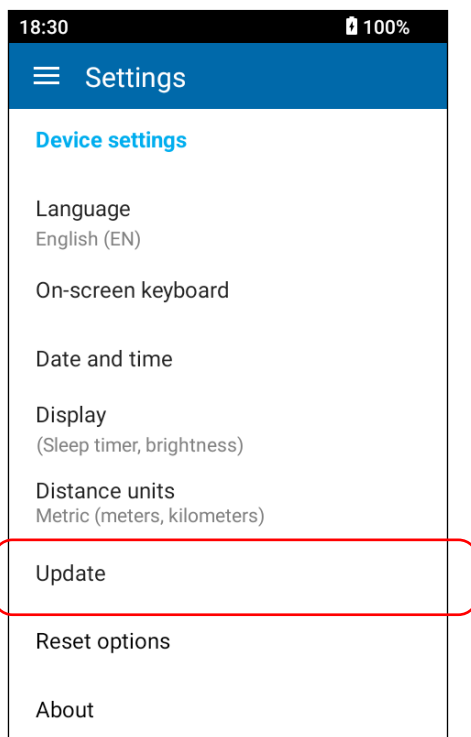 18:30 100%
Settings
Device settings
Language
English (EN)
On-screen keyboard
Date and time
Display
(Sleep timer, brightness)
Distance units
Metric (meters, kilometers)
Update
Reset options
About